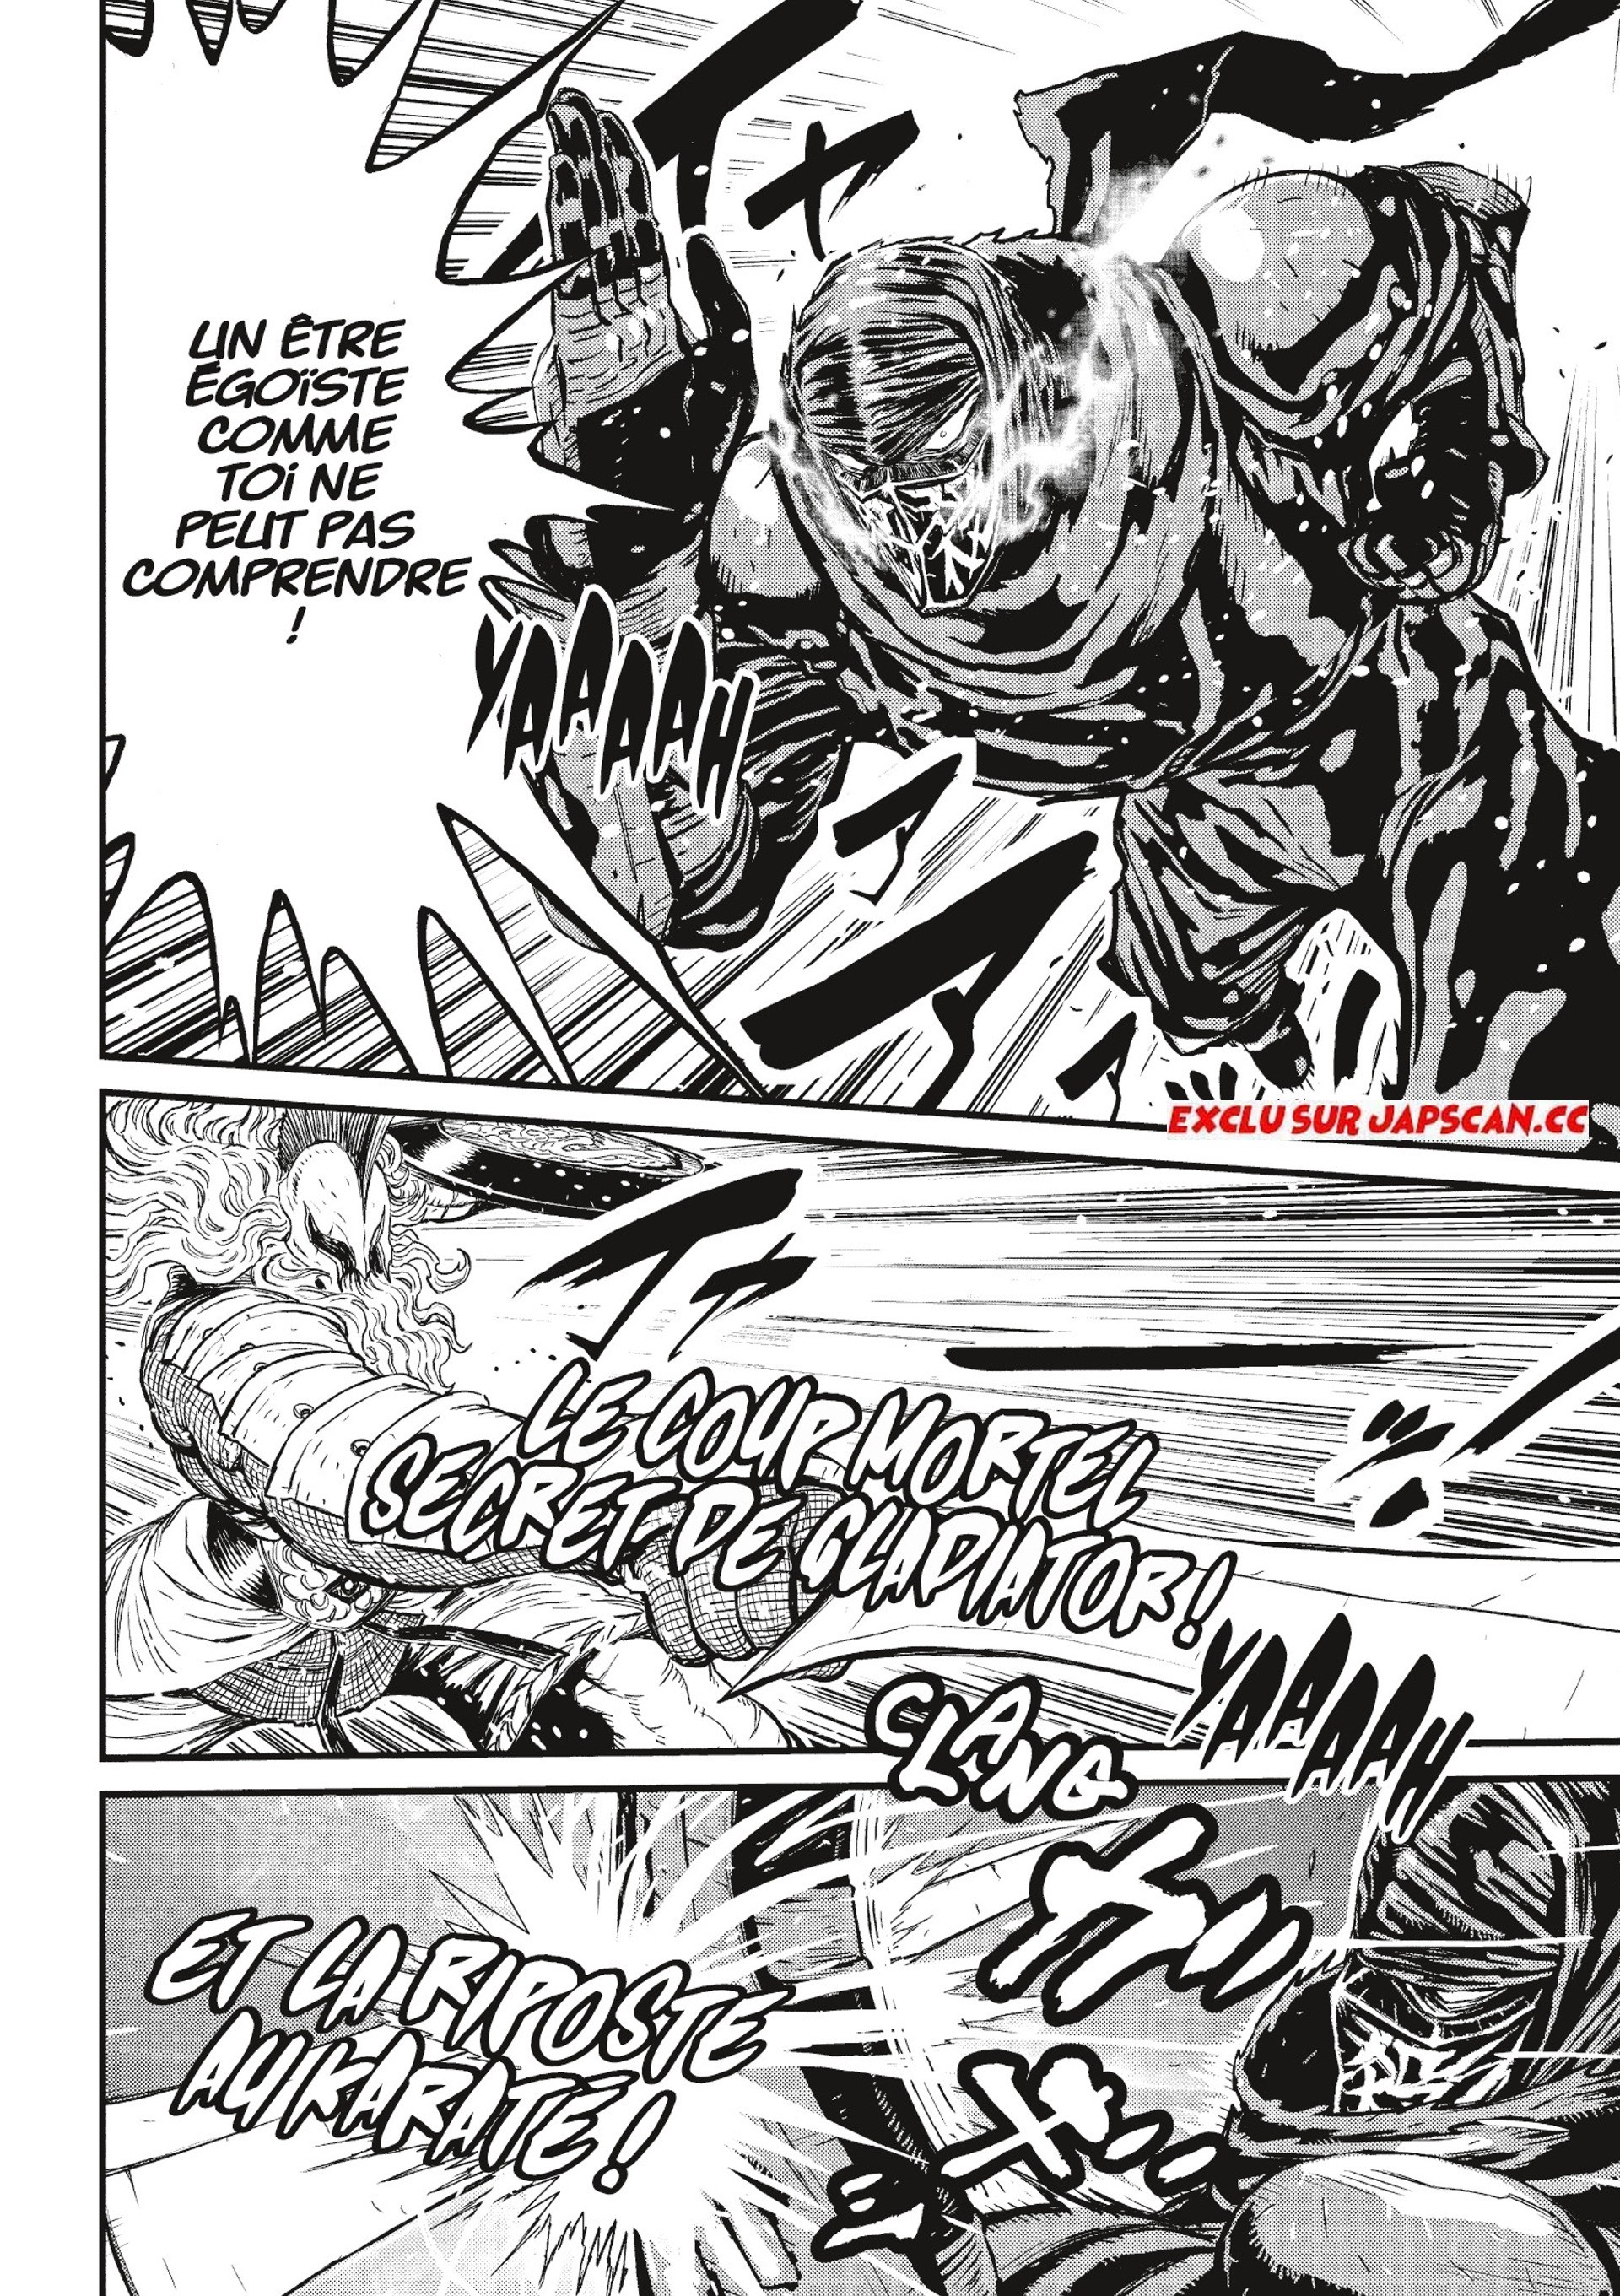 UN ÊTRE
ÉGOÏSTE
COMME
TOI NE
PEUT PAS
COMPRENDRE
!
YAAAAAH
EXCLU SUR JAPSCAN.CC
LE COUP MORTEL
SECRET DE GLADIATOR !
YAAAAAH
CLANG
ET LA RIPOSTE
AU KARATÉ !